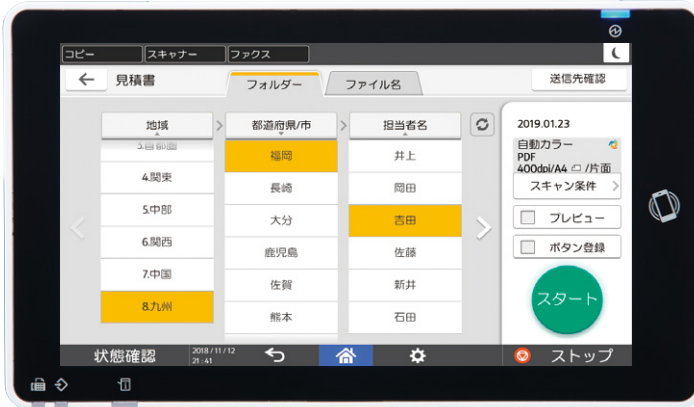 コピー
スキャナー
ファクス
見積書
フォルダー
ファイル名
送信先確認
地域
都道府県/市
担当者名
4.関東
5.中部
6.関西
7.中国
8.九州
福岡
長崎
大分
鹿児島
佐賀
熊本
井上
岡田
吉田
佐藤
新井
石田
2019.01.23
自動カラー
PDF
400dpi/A4 /片面
スキャン条件
プレビュー
ボタン登録
スタート
状態確認
2018/11/12
21:41
ストップ